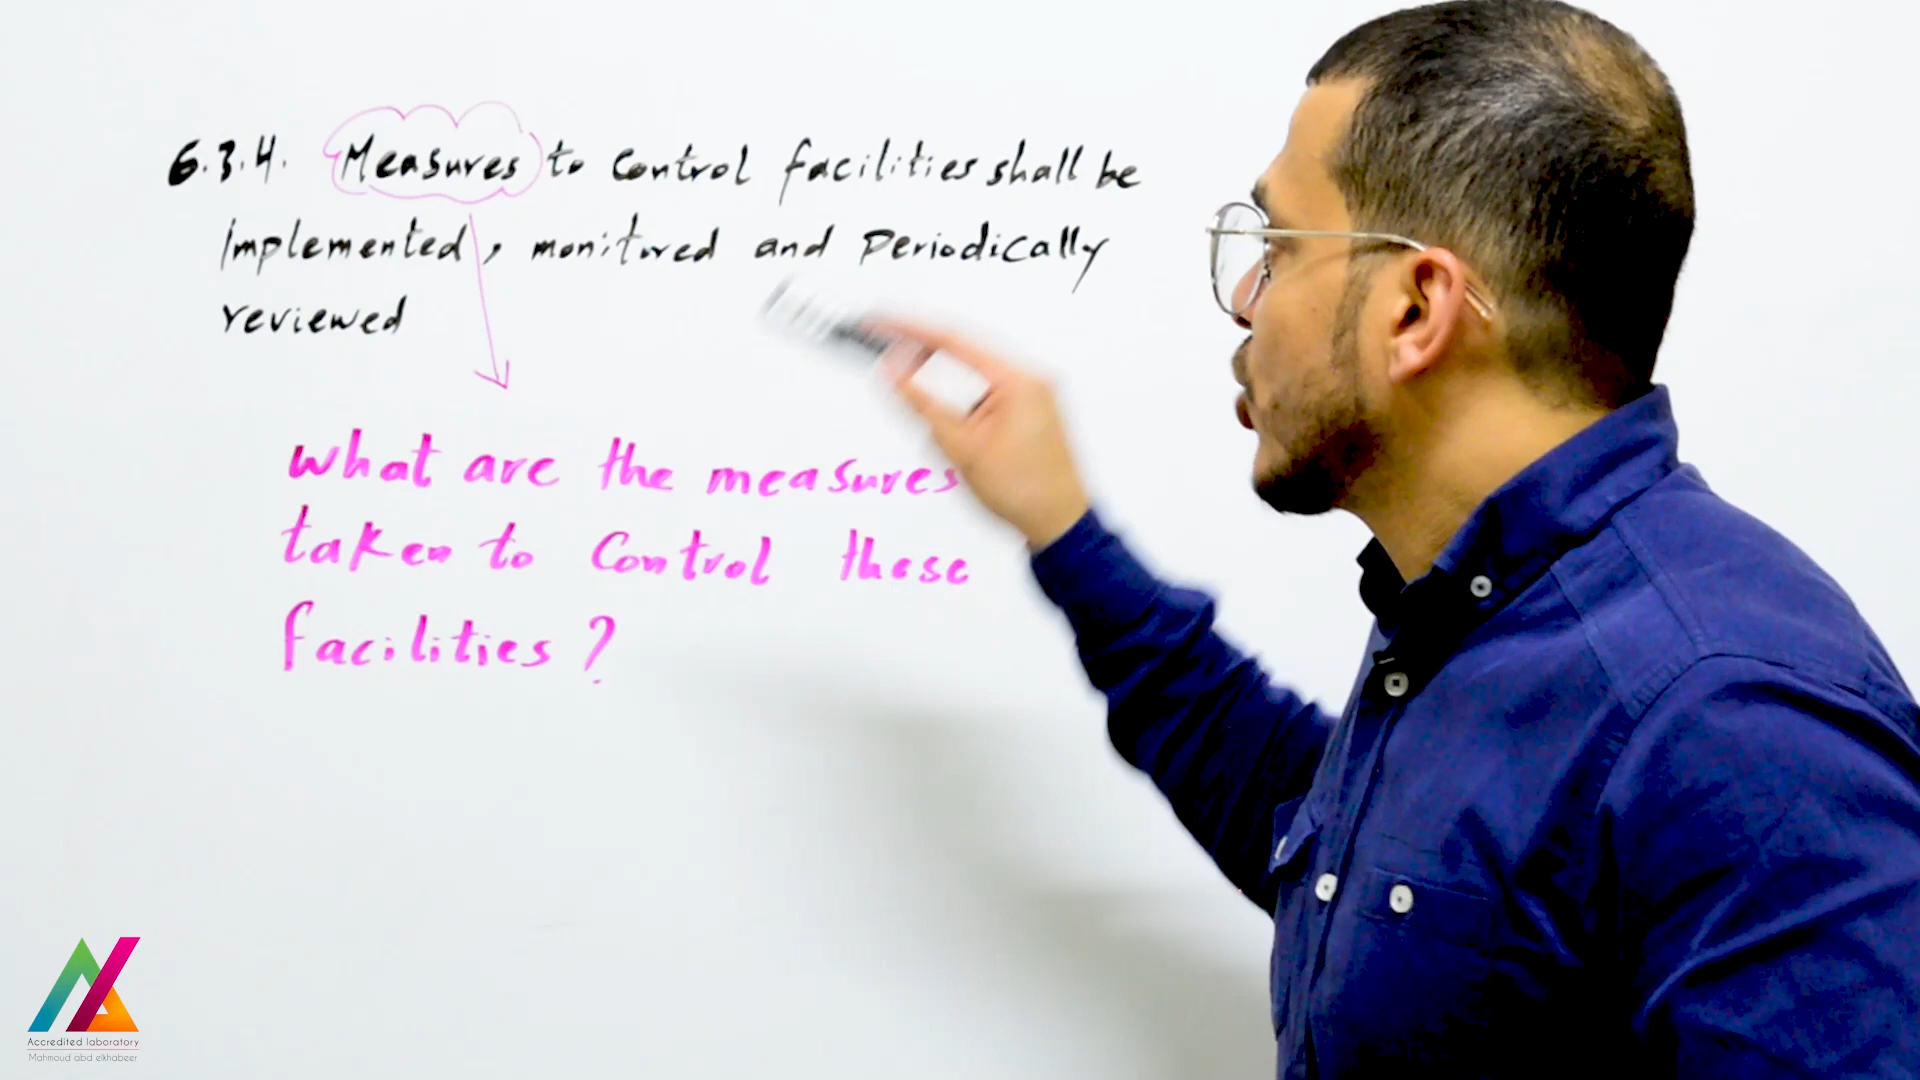 6.3.4. Measures to control facilities shall be
implemented, monitored and Periodically
reviewed
what are the measures
taken to control these
facilities ?
Accredited laboratory
Mahmoud abd elkhabeer